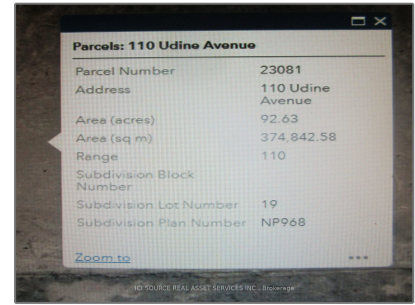 Parcels: 110 Udine Avenue
Parcel Number 23081
Address 110 Udine
Avenue
Area (acres) 92.63
Area (sq m) 374,842.58
Range 110
Subdivision Block
Number
Subdivision Lot Number 19
Subdivision Plan Number NP968
Zoom to
(C) SOURCE REAL ASSET SERVICES INC., Brokerage